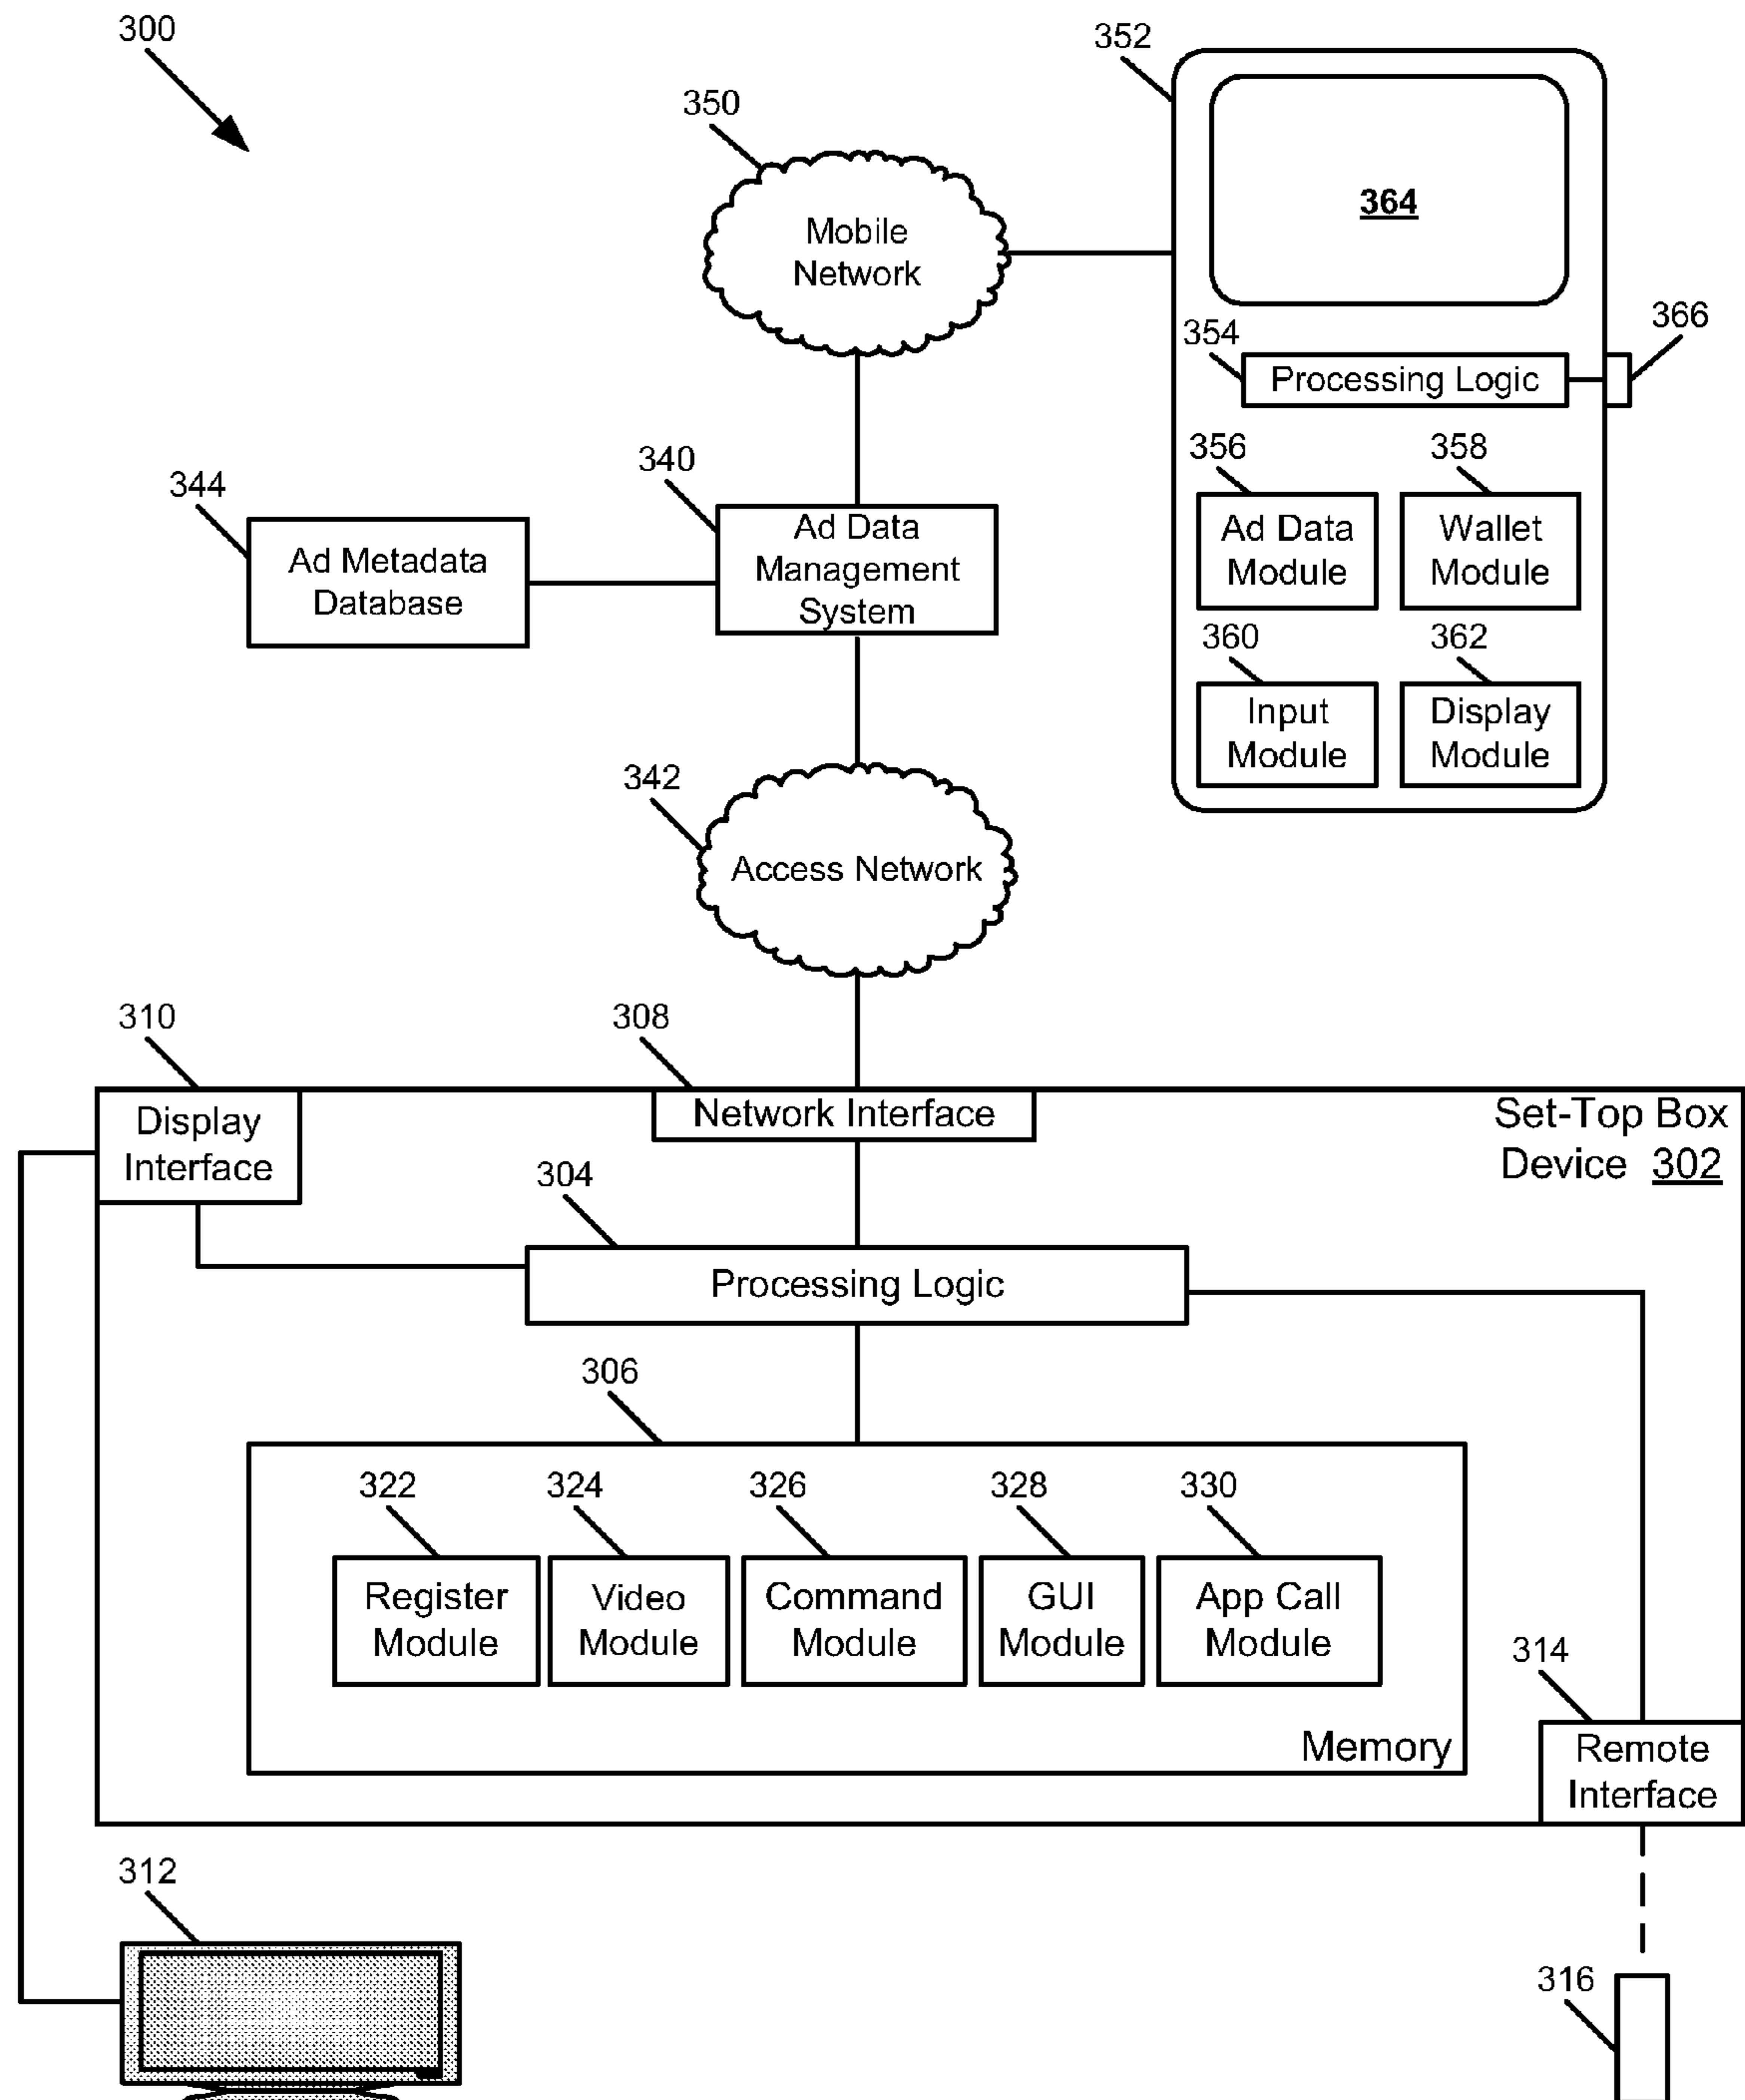 300
352
350
Mobile
Network
364
354
366
Processing Logic
356
358
344
340
Ad Data
Module
Wallet
Module
Ad Metadata
Database
Ad Data
Management
System
360
362
Input
Module
Display
Module
342
Access Network
310
308
Display
Interface
Network Interface
Set-Top Box
Device 302
304
Processing Logic
306
322
324
326
328
330
Register
Module
Video
Module
Command
Module
GUI
Module
App Call
Module
314
Memory
Remote
Interface
312
316